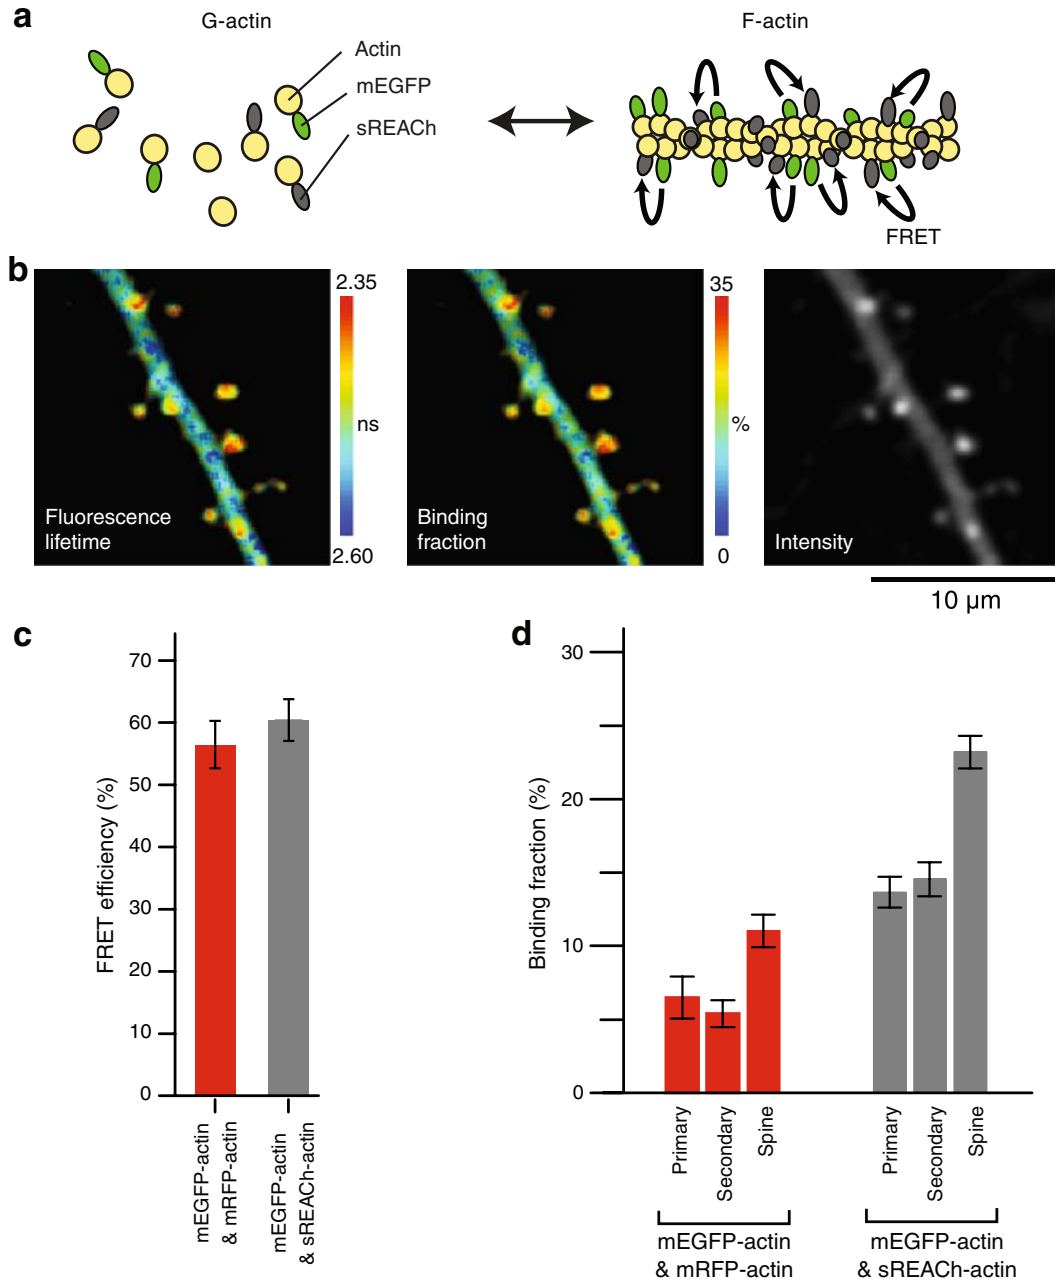 a
G-actin
F-actin
Actin
mEGFP
sREACh
FRET
b
2.35
ns
2.60
Fluorescence
lifetime
35
%
0
Binding
fraction
Intensity
10 µm
c
70
60
50
40
30
20
10
0
FRET efficiency (%)
mEGFP-actin
& mRFP-actin
mEGFP-actin
& sREACh-actin
d
30
20
10
0
Binding fraction (%)
Primary
Secondary
Spine
Primary
Secondary
Spine
mEGFP-actin
& mRFP-actin
mEGFP-actin
& sREACh-actin